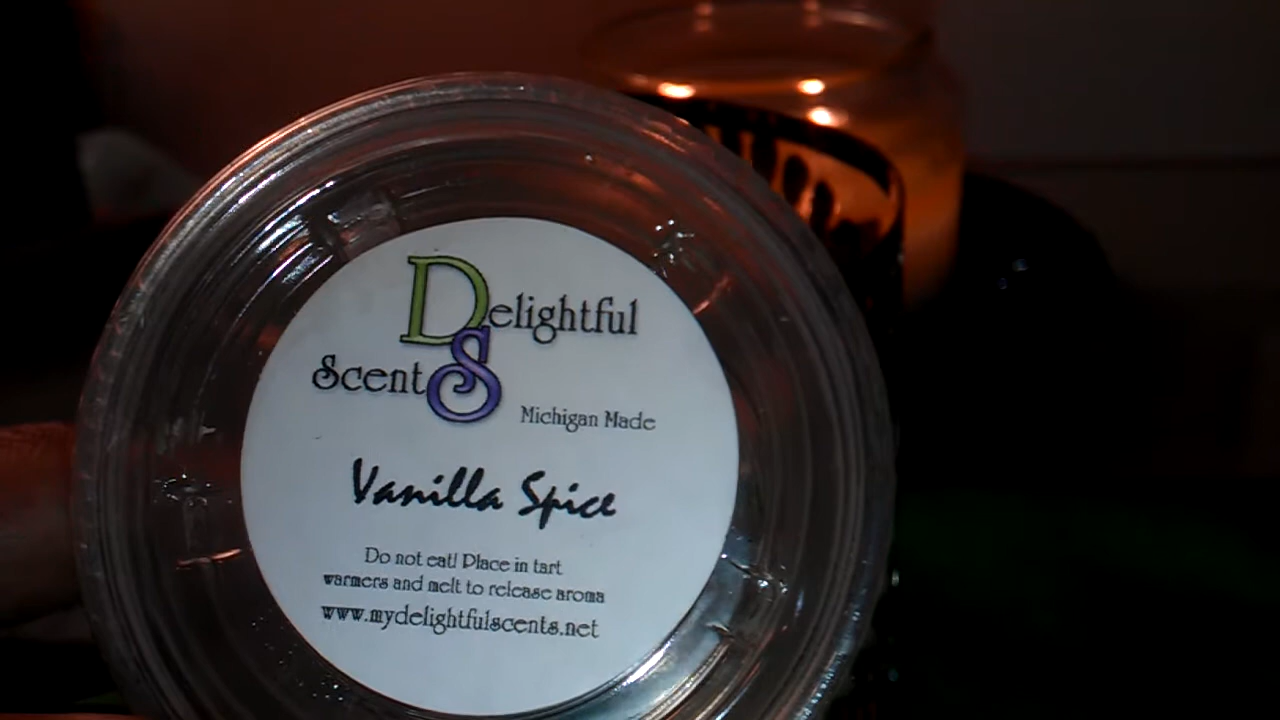 Delightful
Scents
Michigan Made
Vanilla Spice
Do not eat! Place in tart
warmers and melt to release aroma
www.mydelightfulscents.net